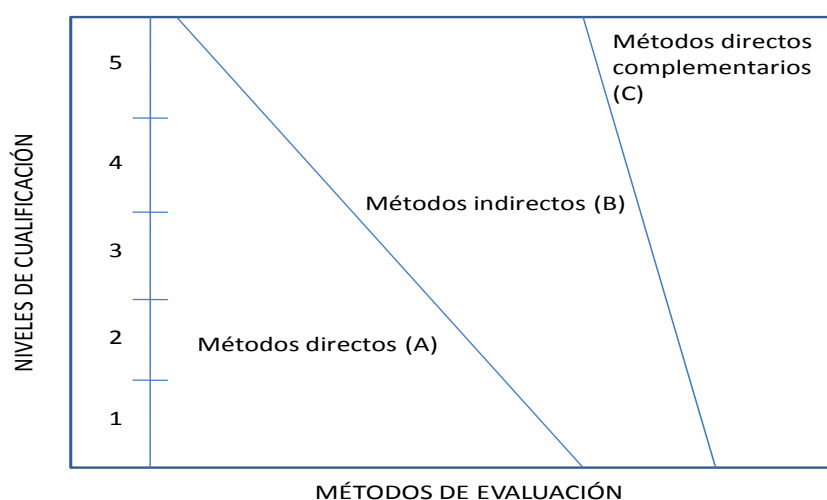 Métodos directos
complementarios
(C)
5
4
Métodos indirectos (B)
3
2
Métodos directos (A)
1
NIVELES DE CUALIFICACIÓN
MÉTODOS DE EVALUACIÓN